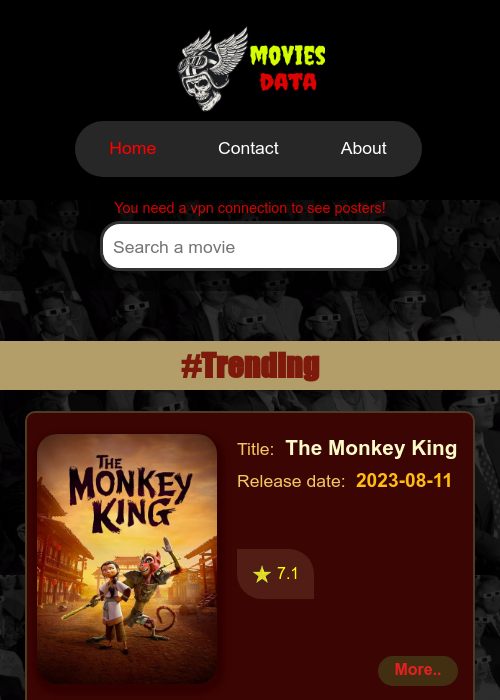 MOVIES
DATA
Home Contact About
You need a vpn connection to see posters!
Search a movie
#Trending
THE
MONKEY
KING
Title: The Monkey King
Release date: 2023-08-11
★ 7.1
More..